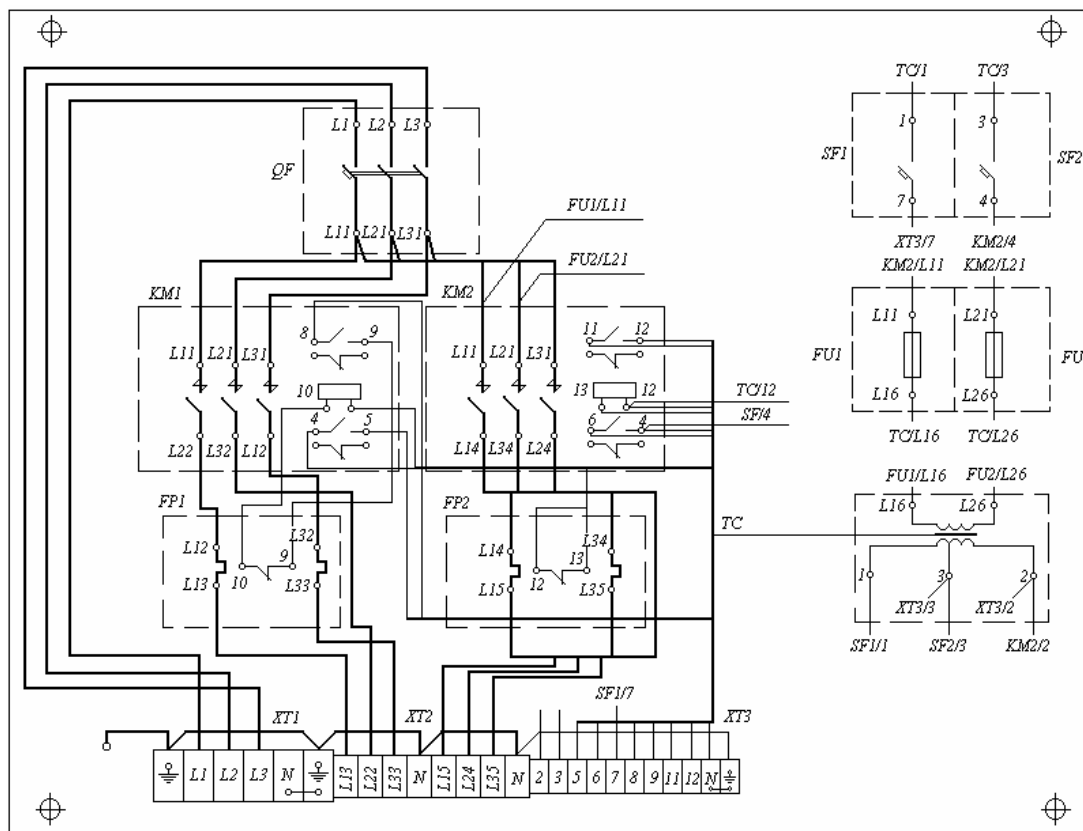 TC/1 TC/3
L1 L2 L3
1 3
SF1 SF2
QF
7 4
FU1/L11
XT3/7 KM2/4
L11 L21 L31
FU2/L21
KM2/L11 KM2/L21
KM1 KM2
8 9 11 12
L11 L21
L11 L21 L31 L11 L21 L31
FU1 FU
10 13 12
TC/12
L16 L26
4 5 6 4
SF/4
TC/L16 TC/L26
L22 L32 L12 L14 L34 L24
FU1/L16 FU2/L26
FP1 FP2
L16 L26
TC
L12 L32 L14 L34
9 13
L13 10 L33 L15 12 L35
1 3 2
XT3/3 XT3/2
SF1/1 SF2/3 KM2/2
SF1/7
XT1 XT2 XT3
L1 L2 L3 N L13 L22 L33 N L15 L24 L35 N 2 3 5 6 7 8 9 11 12 N